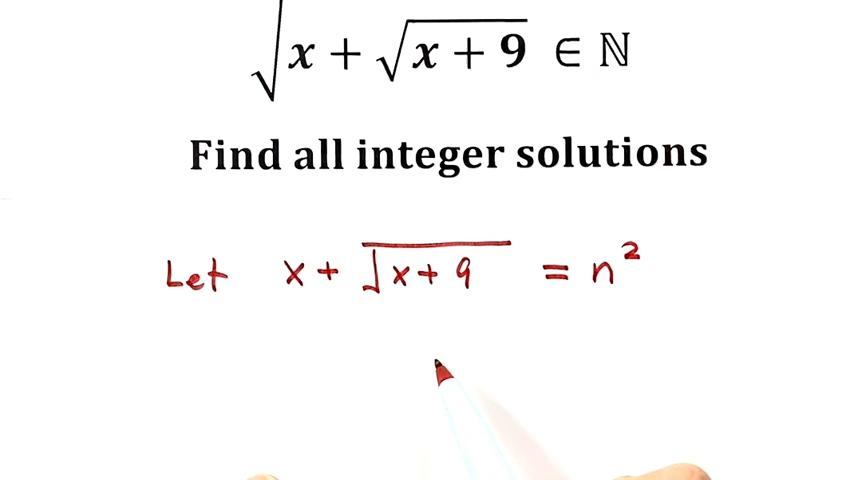 √x + √x + 9 ∈ ℕ
Find all integer solutions
Let x + √x + 9 = n²